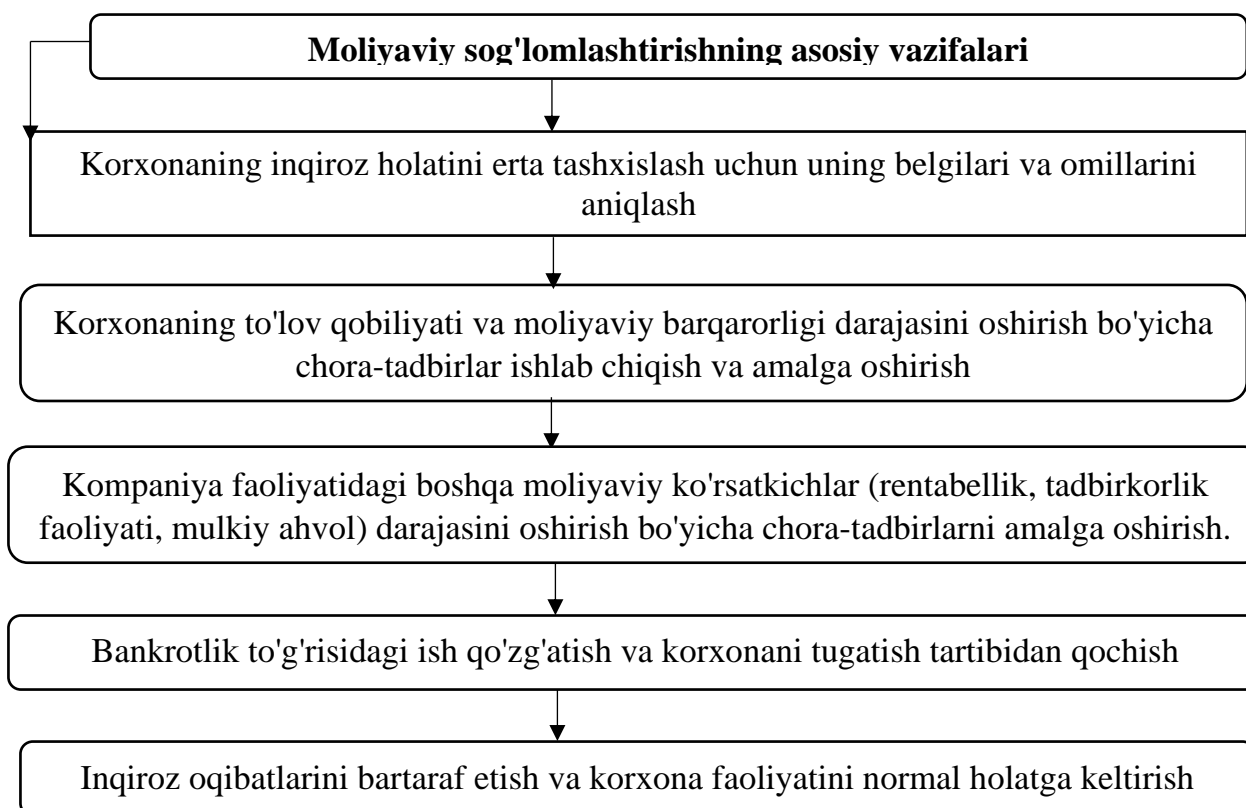 Moliyaviy sog'lomlashtirishning asosiy vazifalari
Korxonaning inqiroz holatini erta tashxislash uchun uning belgilari va omillarini
aniqlash
Korxonaning to'lov qobiliyati va moliyaviy barqarorligi darajasini oshirish bo'yicha
chora-tadbirlar ishlab chiqish va amalga oshirish
Kompaniya faoliyatidagi boshqa moliyaviy ko'rsatkichlar (rentabellik, tadbirkorlik
faoliyati, mulkiy ahvol) darajasini oshirish bo'yicha chora-tadbirlarni amalga oshirish.
Bankrotlik to'g'risidagi ish qo'zg'atish va korxonani tugatish tartibidan qochish
Inqiroz oqibatlarini bartaraf etish va korxona faoliyatini normal holatga keltirish